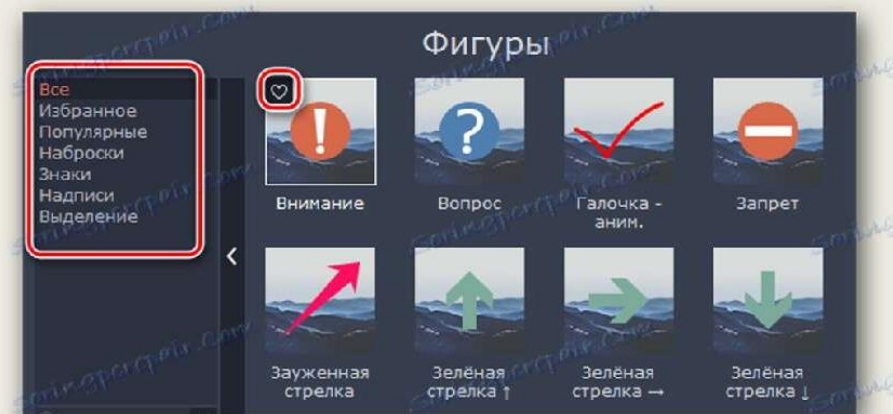 Фигуры
Все
Избранное
Популярные
Наброски
Знаки
Надписи
Выделение
Внимание
Вопрос
Галочка -
аним.
Запрет
Зауженная
стрелка
Зелёная
стрелка ↑
Зелёная
стрелка →
Зелёная
стрелка ↓